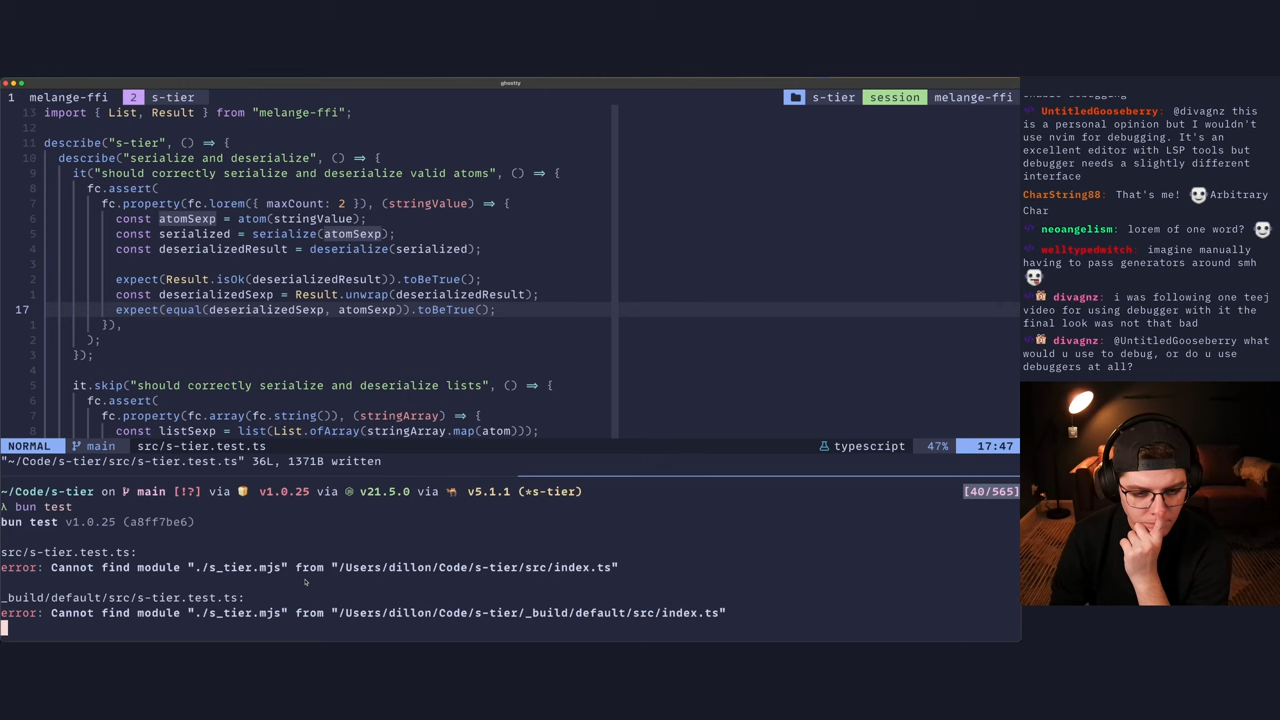 ghostty
1 melange-ffi 2 s-tier s-tier session melange-ffi
13 import { List, Result } from "melange-ffi";
12
11 describe("s-tier", () => {
10 describe("serialize and deserialize", () => {
9 it("should correctly serialize and deserialize valid atoms", () => {
8 fc.assert(
7 fc.property(fc.lorem({ maxCount: 2 }), (stringValue) => {
6 const atomSexp = atom(stringValue);
5 const serialized = serialize(atomSexp);
4 const deserializedResult = deserialize(serialized);
3
2 expect(Result.isOk(deserializedResult)).toBeTrue();
1 const deserializedSexp = Result.unwrap(deserializedResult);
17 expect(equal(deserializedSexp, atomSexp)).toBeTrue();
1 }),
2 );
3 });
4
5 it.skip("should correctly serialize and deserialize lists", () => {
6 fc.assert(
7 fc.property(fc.array(fc.string()), (stringArray) => {
8 const listSexp = list(List.ofArray(stringArray.map(atom)));
NORMAL main src/s-tier.test.ts typescript 47% 17:47
"~/Code/s-tier/src/s-tier.test.ts" 36L, 1371B written
~/Code/s-tier on main [!?] via v1.0.25 via v21.5.0 via v5.1.1 (*s-tier) [40/565]
λ bun test
bun test v1.0.25 (a8ff7be6)
src/s-tier.test.ts:
error: Cannot find module "./s_tier.mjs" from "/Users/dillon/Code/s-tier/src/index.ts"
_build/default/src/s-tier.test.ts:
error: Cannot find module "./s_tier.mjs" from "/Users/dillon/Code/s-tier/_build/default/src/index.ts"
UntitledGooseberry: @divagnz this
is a personal opinion but I wouldn't
use nvim for debugging. It's an
excellent editor with LSP tools but
debugger needs a slightly different
interface
CharString88: That's me! Arbitrary
Char
neoangelism: lorem of one word?
welltypedwitch: imagine manually
having to pass generators around smh
divagnz: i was following one teej
video for using debugger with it the
final look was not that bad
divagnz: @UntitledGooseberry what
would u use to debug, or do u use
debuggers at all?